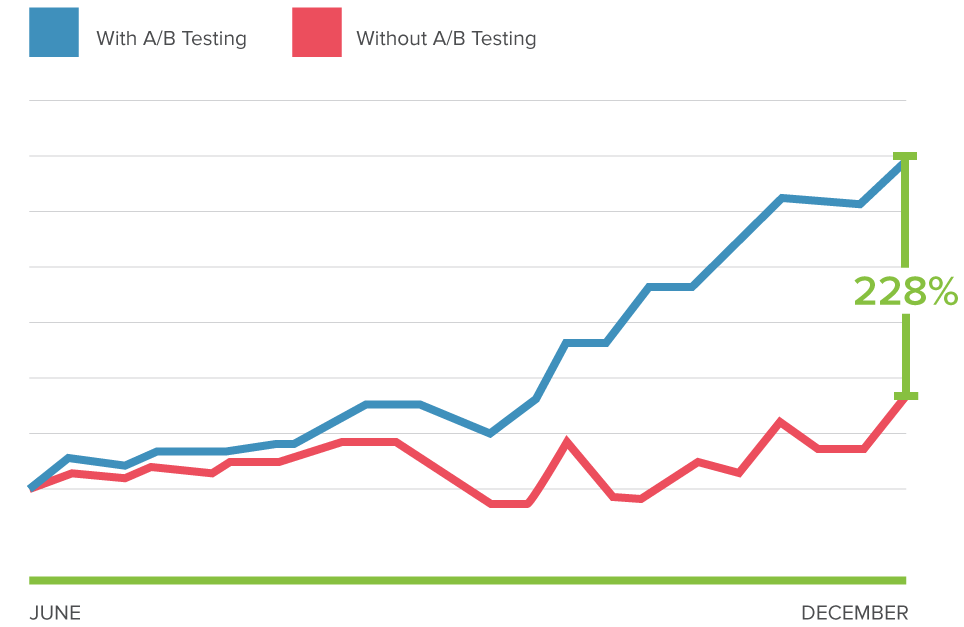 With A/B Testing
Without A/B Testing
228%
JUNE
DECEMBER